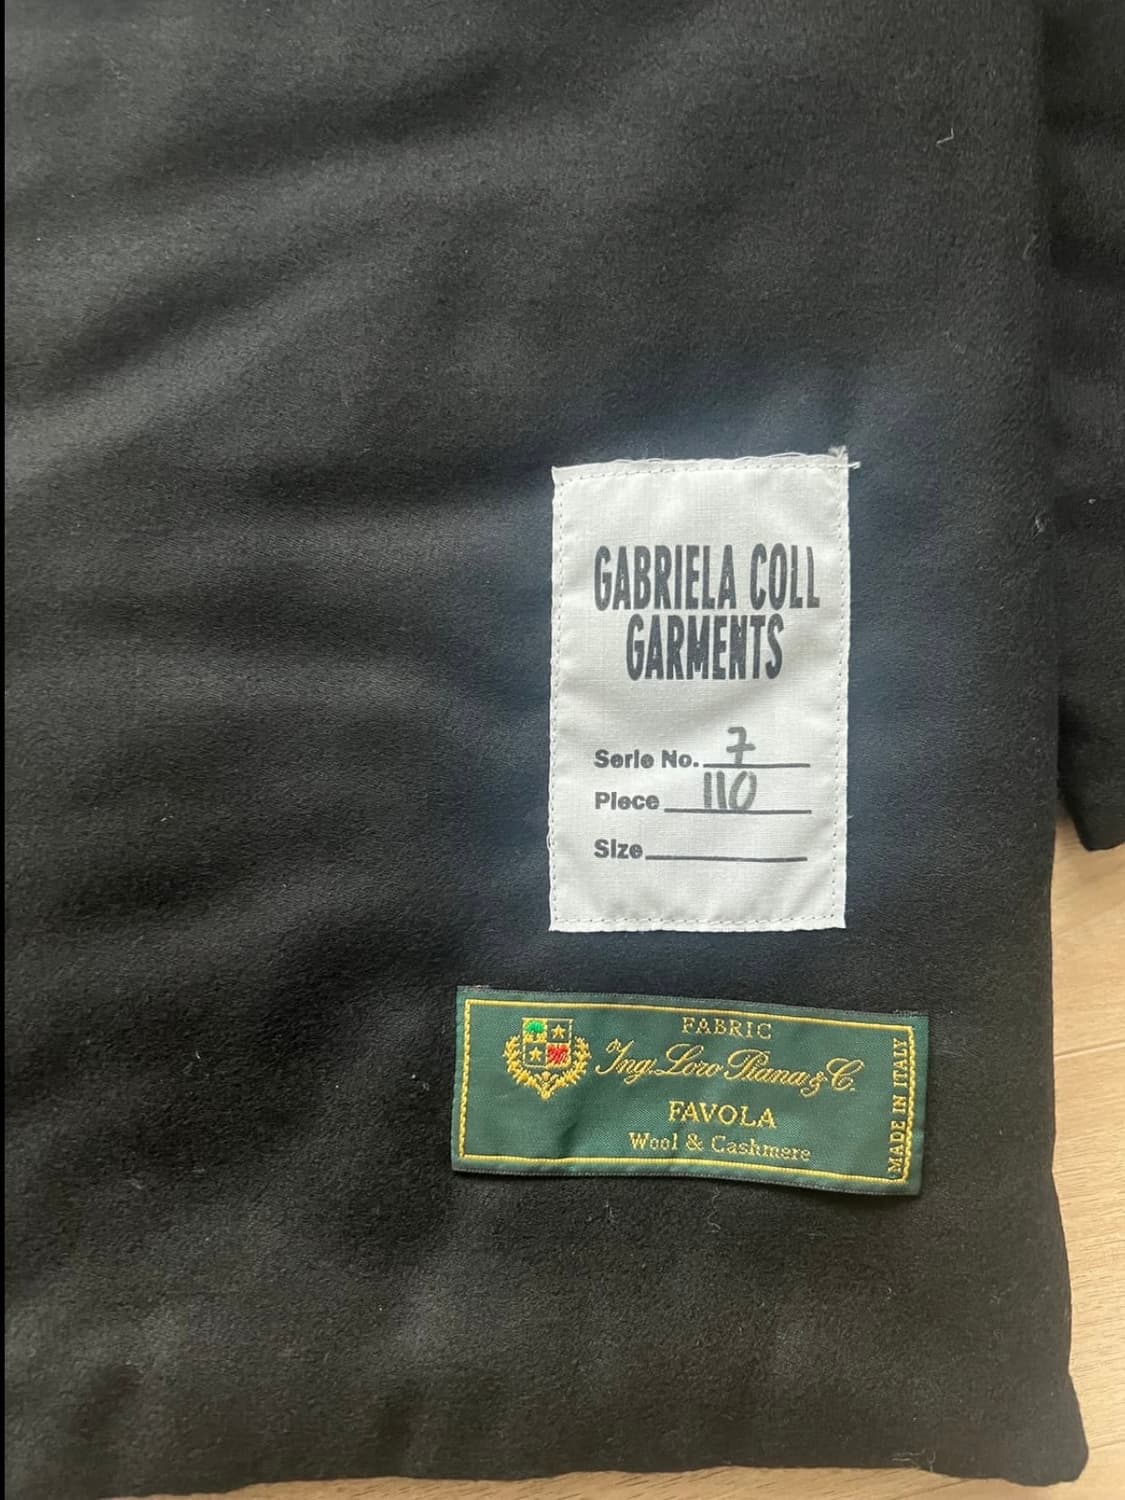 GABRIELA COLL
GARMENTS
Serie No. 7
Piece 110
Size
FABRIC
Ing. Loro Piana & C.
FAVOLA
Wool & Cashmere
MADE IN ITALY